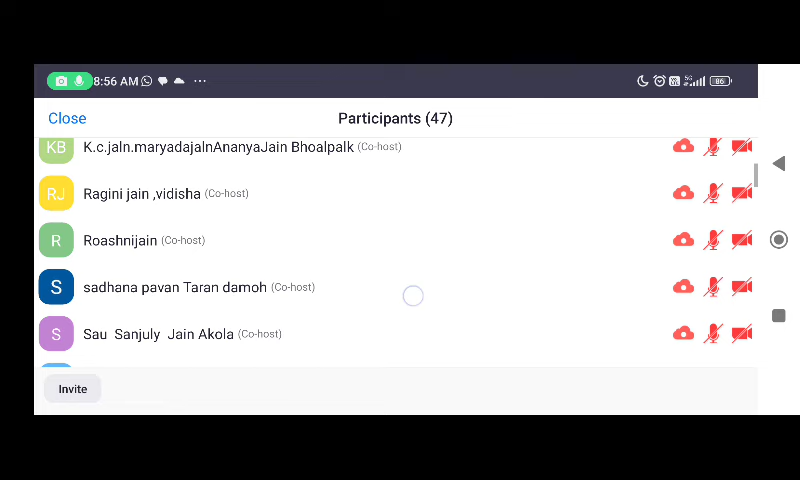 8:56 AM ... 5G 86
Close Participants (47)
KB K.c.jaln.maryadajalnAnanyaJain Bhoalpalk (Co-host)
RJ Ragini jain ,vidisha (Co-host)
R Roashnijain (Co-host)
S sadhana pavan Taran damoh (Co-host)
S Sau Sanjuly Jain Akola (Co-host)
Invite